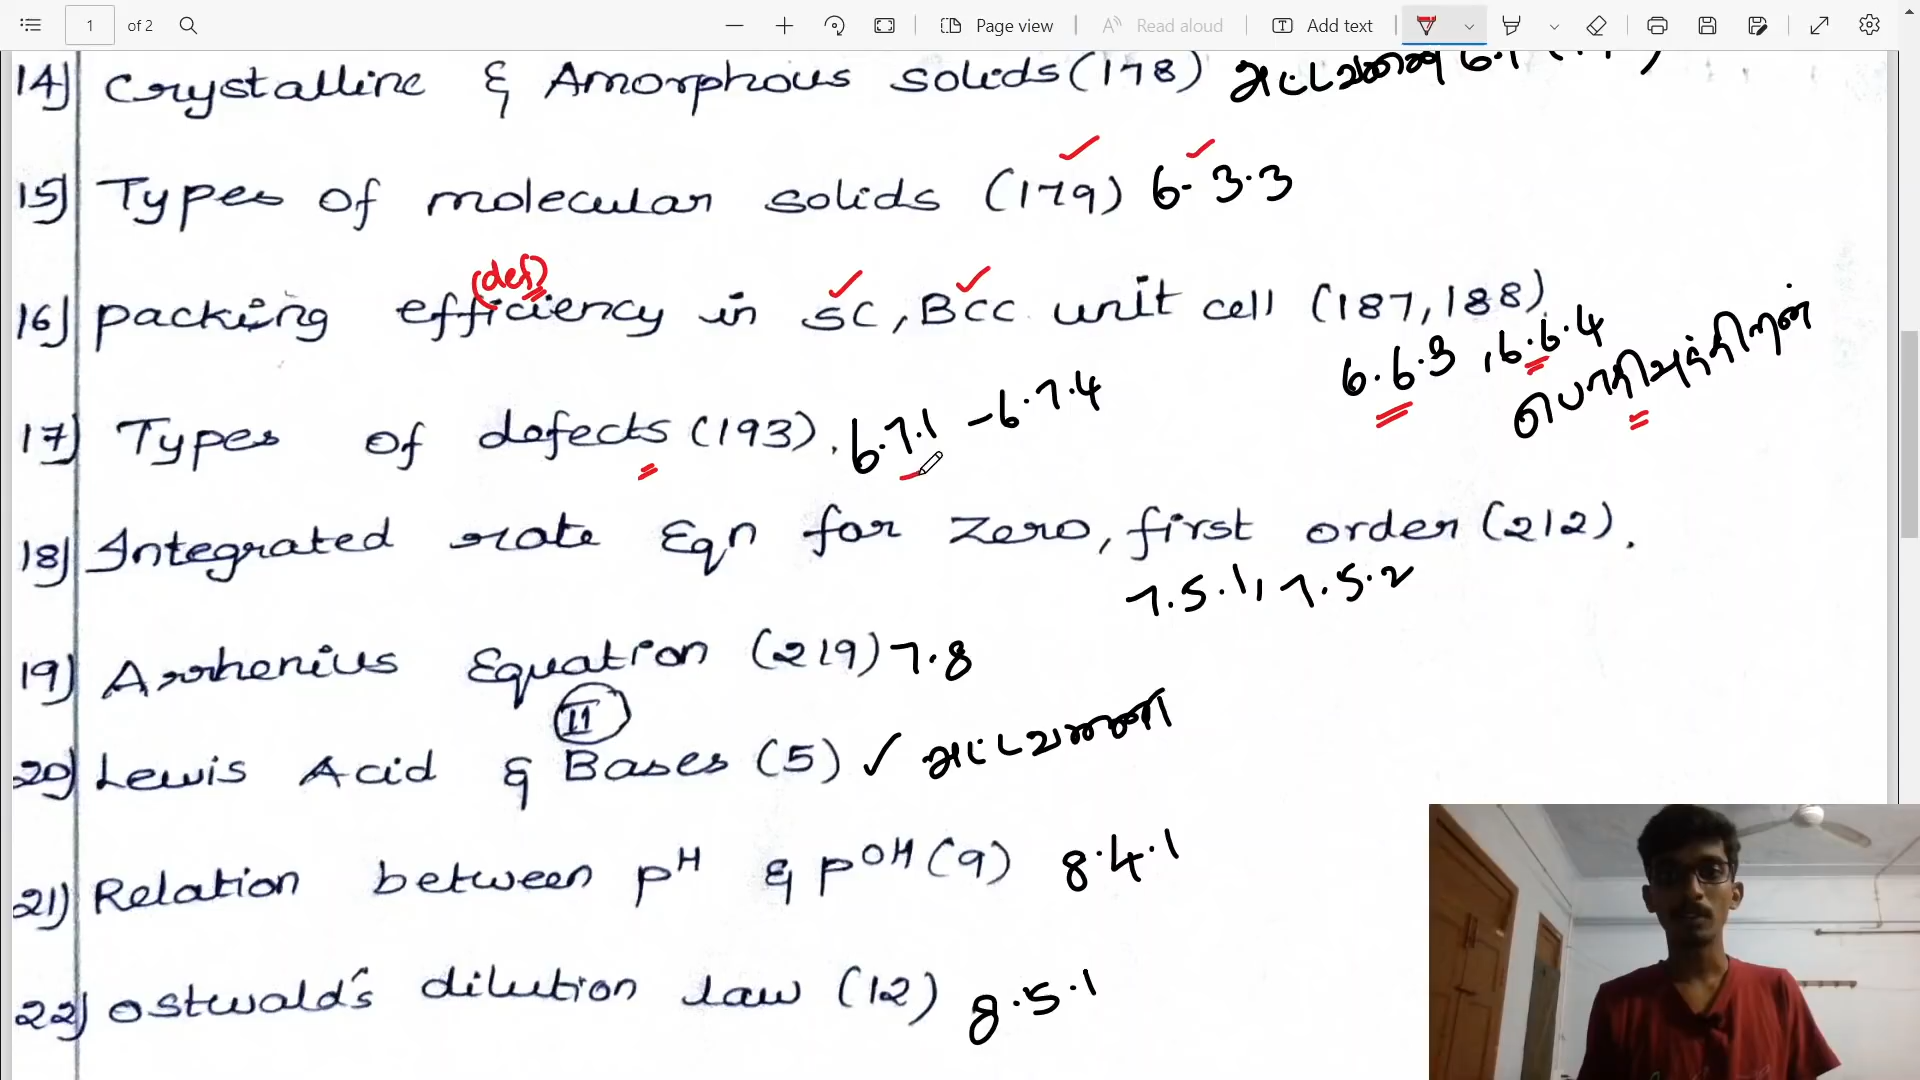 1 of 2 Page view Read aloud Add text
14) Crystalline & Amorphous solids (178) அட்டவணை 6.1
15) Types of molecular solids (179) 6.3.3
(def)
16) packing efficiency in SC, BCC unit cell (187, 188).
6.6.3, 6.6.4
பொதிவுத்திறன்
17) Types of defects (193). 6.7.1 - 6.7.4
18) Integrated rate Eqn for Zero, first order (212).
7.5.1, 7.5.2
19) Arrhenius Equation (219) 7.8
II
20) Lewis Acid & Bases (5) ✓ அட்டவணை
21) Relation between pH & pOH (9) 8.4.1
22) Ostwald's dilution law (12) 8.5.1